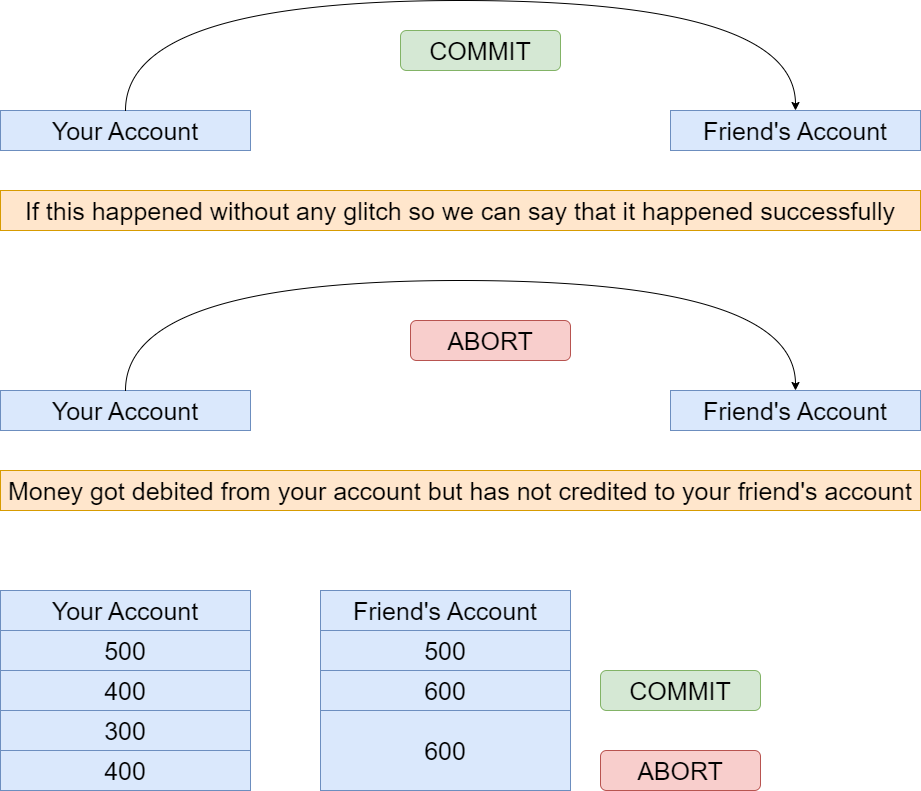 COMMIT
Your Account
Friend's Account
If this happened without any glitch so we can say that it happened successfully
ABORT
Your Account
Friend's Account
Money got debited from your account but has not credited to your friend's account
Your Account
Friend's Account
500
500
400
600
COMMIT
300
600
400
ABORT